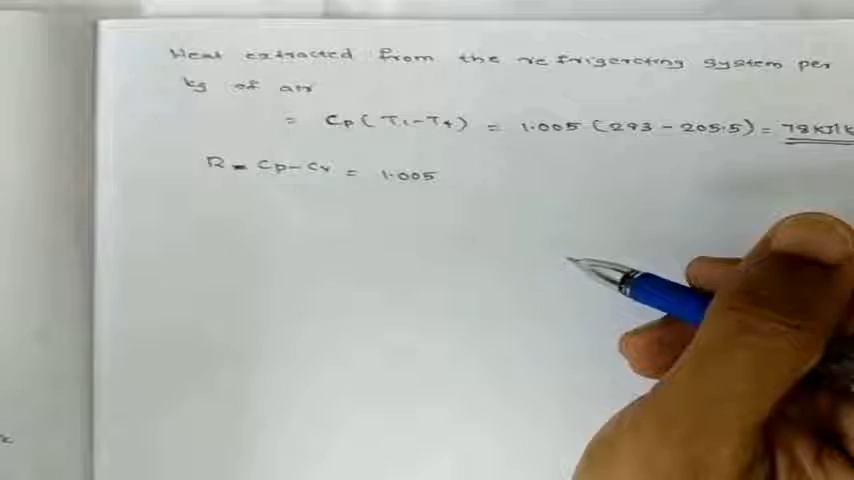 Heat extracted from the refrigerating system per
kg of air
= Cp (T1 - T4) = 1.005 (293 - 205.5) = 78 kJ/k
R = Cp - Cv = 1.005